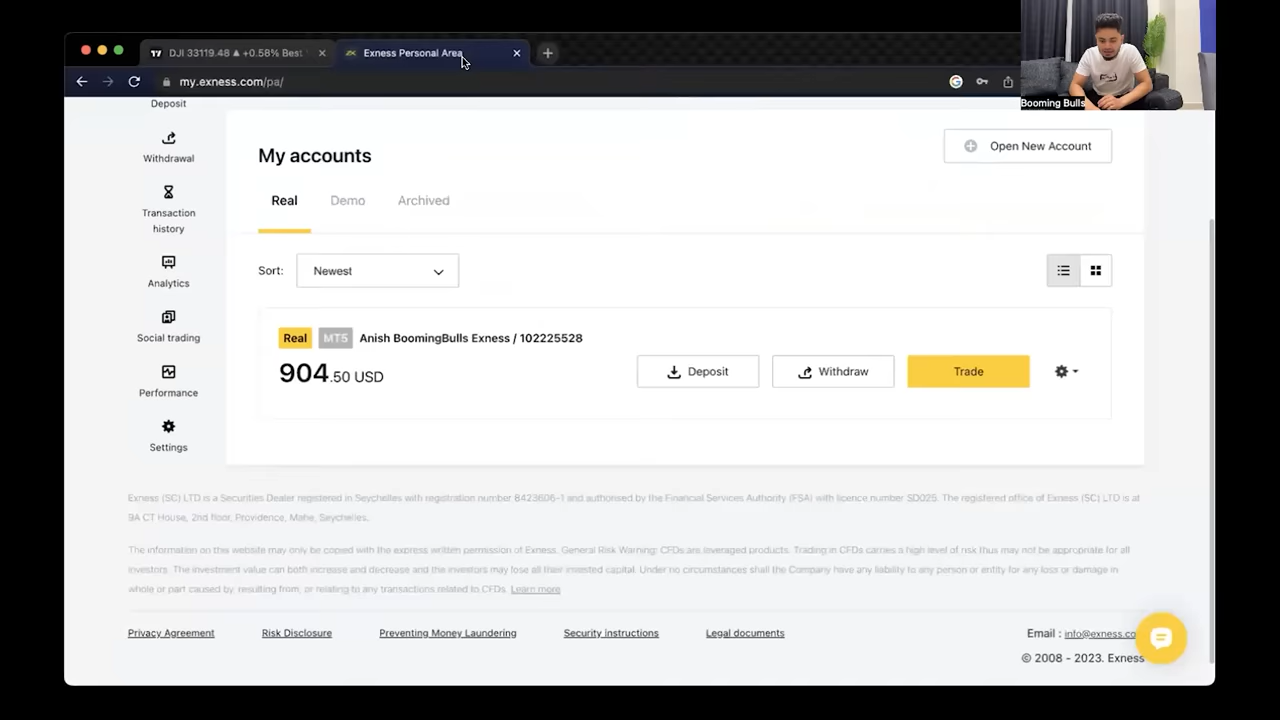 DJI 33119.48 ▲ +0.58% Best
Exness Personal Area
my.exness.com/pa/
Booming Bulls
Deposit
Withdrawal
Transaction
history
Analytics
Social trading
Performance
Settings
My accounts
Open New Account
Real
Demo
Archived
Sort:
Newest
Real MT5 Anish BoomingBulls Exness / 102225528
904.50 USD
Deposit
Withdraw
Trade
Exness (SC) LTD is a Securities Dealer registered in Seychelles with registration number 8423606-1 and authorised by the Financial Services Authority (FSA) with licence number SD025. The registered office of Exness (SC) LTD is at
9A CT House, 2nd floor, Providence, Mahe, Seychelles.
The information on this website may only be copied with the express written permission of Exness. General Risk Warning: CFDs are leveraged products. Trading in CFDs carries a high level of risk thus may not be appropriate for all
investors. The investment value can both increase and decrease and the investors may lose all their invested capital. Under no circumstances shall the Company have any liability to any person or entity for any loss or damage in
whole or part caused by, resulting from, or relating to any transactions related to CFDs. Learn more
Privacy Agreement
Risk Disclosure
Preventing Money Laundering
Security instructions
Legal documents
Email : info@exness.co
© 2008 - 2023. Exness